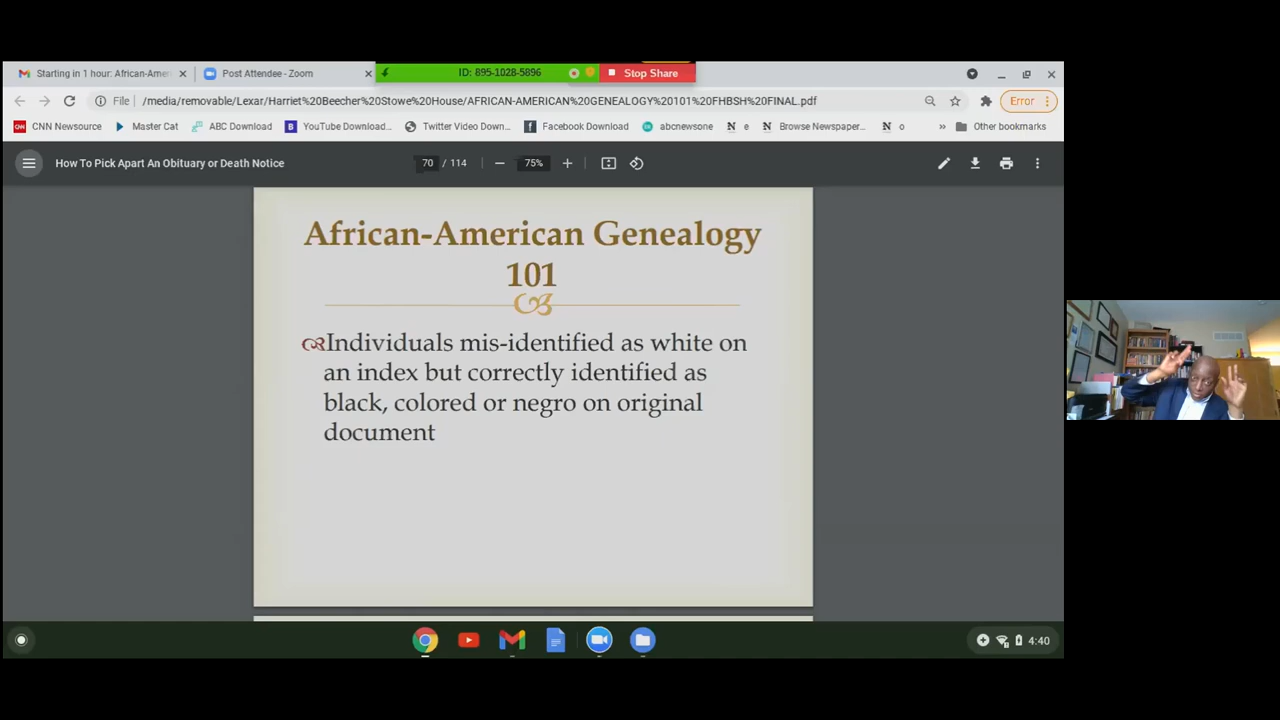 Starting in 1 hour: African-Amer
Post Attendee - Zoom
ID: 895-1028-5896
Stop Share
File
/media/removable/Lexar/Harriet%20Beecher%20Stowe%20House/AFRICAN-AMERICAN%20GENEALOGY%20101%20FHBSH%20FINAL.pdf
Error
CNN Newsource
Master Cat
ABC Download
YouTube Download...
Twitter Video Down...
Facebook Download
abcnewsone
N e
N Browse Newspaper...
N o
»
Other bookmarks
How To Pick Apart An Obituary or Death Notice
70 / 114
75%
African-American Genealogy
101
Individuals mis-identified as white on
an index but correctly identified as
black, colored or negro on original
document
4:40